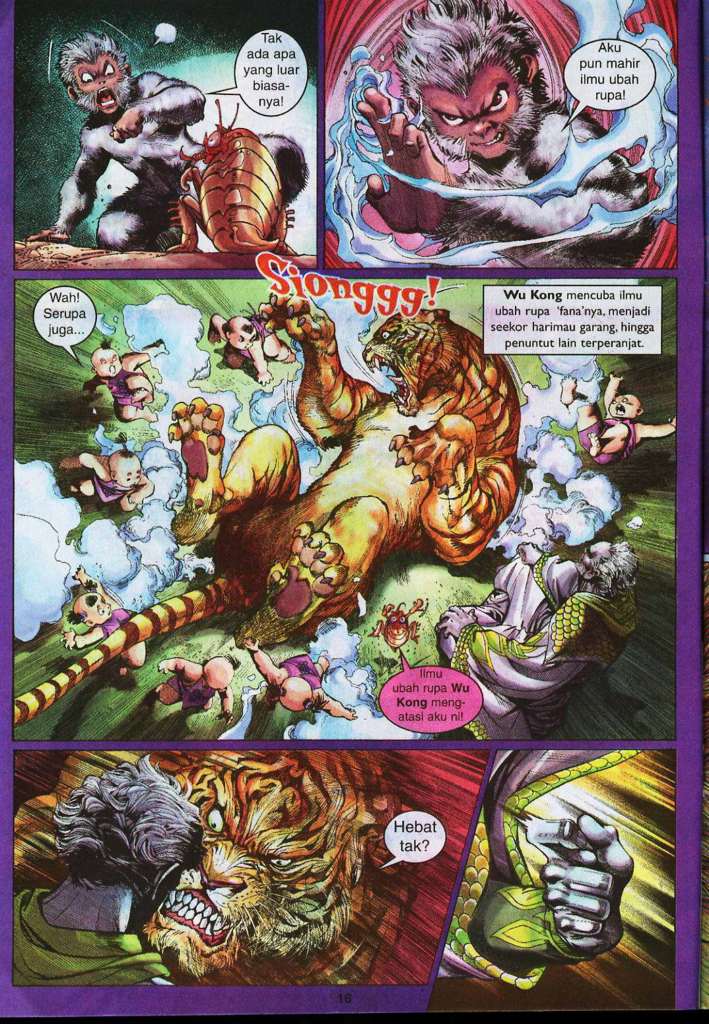 Tak
ada apa
yang luar
biasa-
nya!
Aku
pun mahir
ilmu ubah
rupa!
Sionggg!
Wah!
Serupa
juga...
Wu Kong mencuba ilmu
ubah ‘fana’nya, menjadi
seekor harimau garang, hingga
penuntut lain terperanjat.
Ilmu
ubah rupa Wu
Kong meng-
atasi aku ni!
Hebat
tak?
16